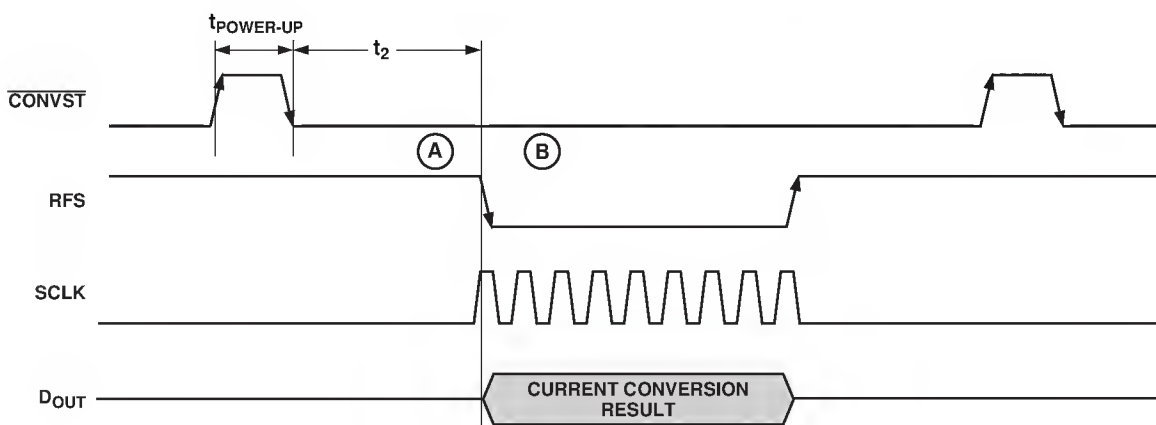 tPOWER-UP
t2
CONVST
A
B
RFS
SCLK
DOUT
CURRENT CONVERSION
RESULT